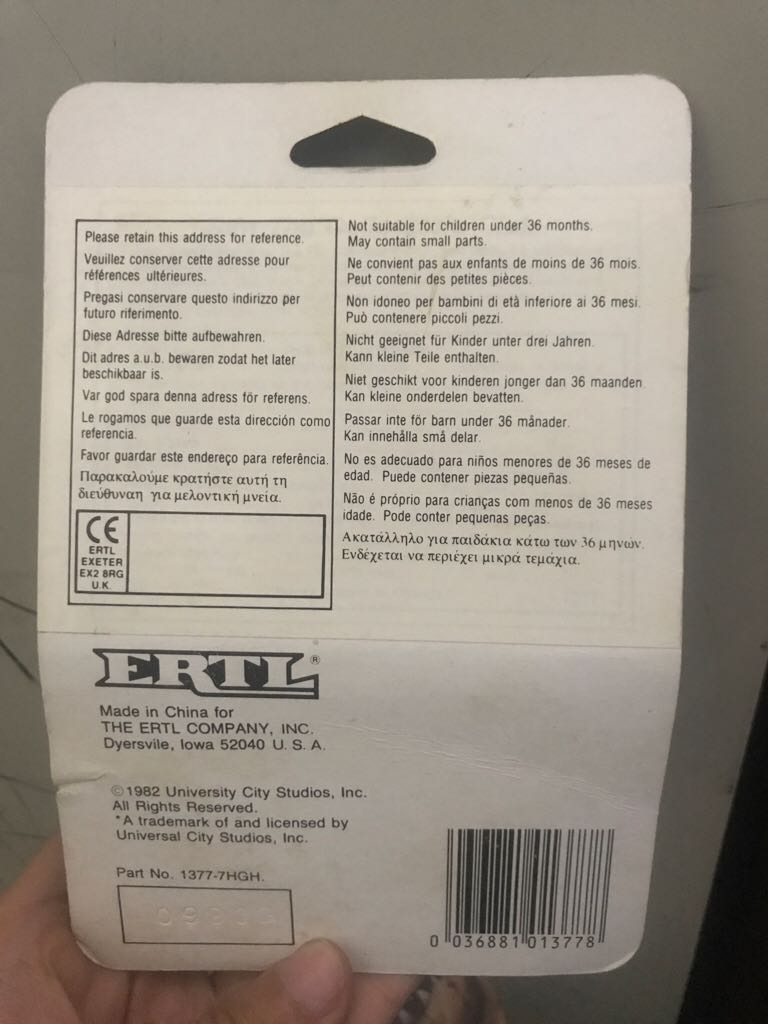 Please retain this address for reference.
Veuillez conserver cette adresse pour
références ultérieures.
Pregasi conservare questo indirizzo per
futuro riferimento.
Diese Adresse bitte aufbewahren.
Dit adres a.u.b. bewaren zodat het later
beschikbaar is.
Var god spara denna adress för referens.
Le rogamos que guarde esta dirección como
referencia.
Favor guardar este endereço para referência.
Παρακαλούμε κρατήστε αυτή τη
διεύθυναη για μελοντική μνεία.
CE
ERTL
EXETER
EX2 8RG
U.K.
Not suitable for children under 36 months.
May contain small parts.
Ne convient pas aux enfants de moins de 36 mois.
Peut contenir des petites pièces.
Non idoneo per bambini di età inferiore ai 36 mesi.
Può contenere piccoli pezzi.
Nicht geeignet für Kinder unter drei Jahren.
Kann kleine Teile enthalten.
Niet geschikt voor kinderen jonger dan 36 maanden.
Kan kleine onderdelen bevatten.
Passar inte för barn under 36 månader.
Kan innehålla små delar.
No es adecuado para niños menores de 36 meses de
edad. Puede contener piezas pequeñas.
Não é próprio para crianças com menos de 36 meses
idade. Pode conter pequenas peças.
Ακατάλληλο για παιδάκια κάτω των 36 μηνών.
Ενδέχεται να περιέχει μικρά τεμάχια.
ERTL®
Made in China for
THE ERTL COMPANY, INC.
Dyersvile, Iowa 52040 U. S. A.
©1982 University City Studios, Inc.
All Rights Reserved.
*A trademark of and licensed by
Universal City Studios, Inc.
Part No. 1377-7HGH.
0 036881 013778